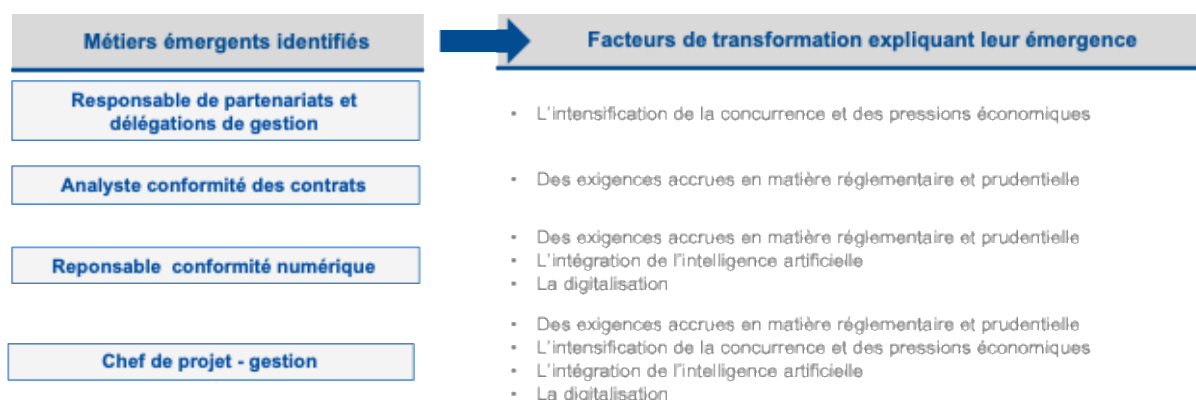 Métiers émergents identifiés
Facteurs de transformation expliquant leur émergence
Responsable de partenariats et
délégations de gestion
• L'intensification de la concurrence et des pressions économiques
Analyste conformité des contrats
• Des exigences accrues en matière réglementaire et prudentielle
Reponsable conformité numérique
• Des exigences accrues en matière réglementaire et prudentielle
• L'intégration de l'intelligence artificielle
• La digitalisation
Chef de projet - gestion
• Des exigences accrues en matière réglementaire et prudentielle
• L'intensification de la concurrence et des pressions économiques
• L'intégration de l'intelligence artificielle
• La digitalisation